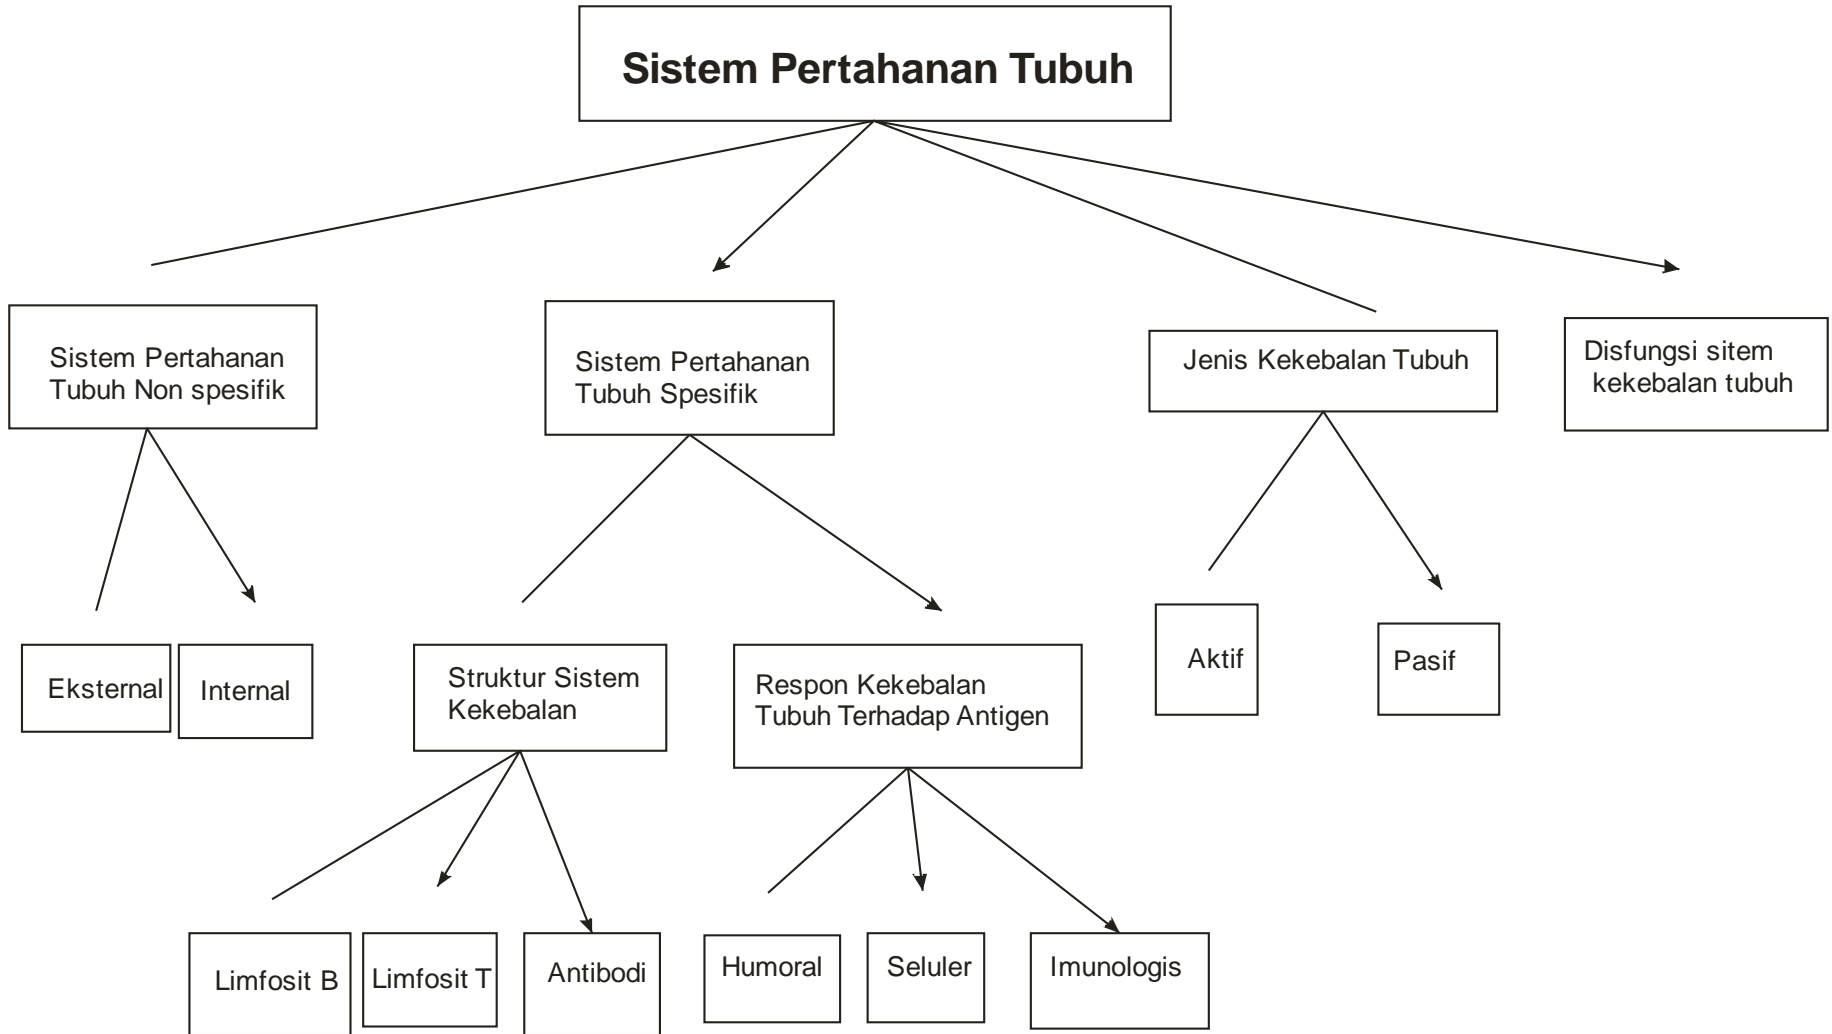 Sistem Pertahanan Tubuh
Sistem Pertahanan
Tubuh Non spesifik
Sistem Pertahanan
Tubuh Spesifik
Jenis Kekebalan Tubuh
Disfungsi sitem
kekebalan tubuh
Eksternal
Internal
Struktur Sistem
Kekebalan
Respon Kekebalan
Tubuh Terhadap Antigen
Aktif
Pasif
Limfosit B
Limfosit T
Antibodi
Humoral
Seluler
Imunologis